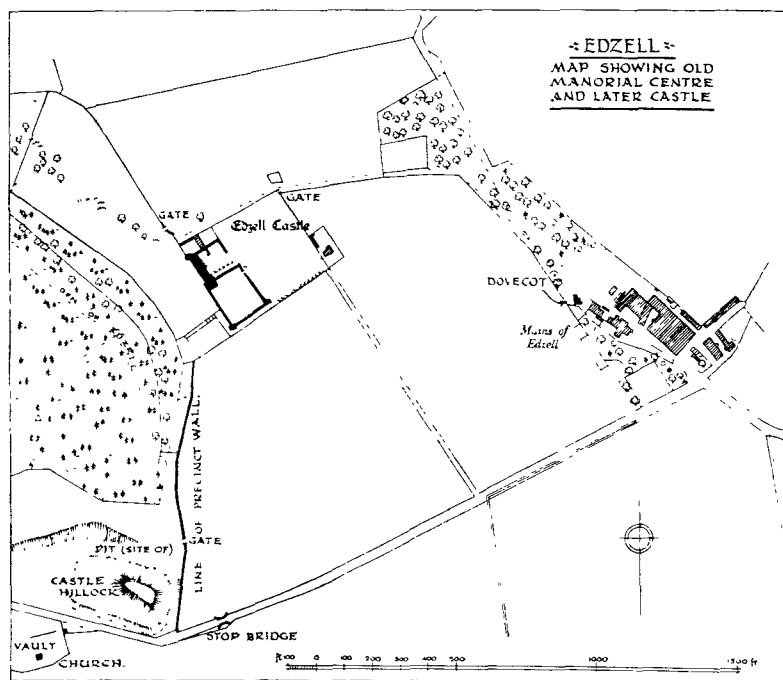 EDZELL
MAP SHOWING OLD
MANORIAL CENTRE
AND LATER CASTLE
GATE
GATE
Edzell Castle
DOVECOT
Mains of
Edzell
LINE OF PRECINCT WALL.
PIT (SITE OF)
GATE
CASTLE
HILLOCK
STOP BRIDGE
VAULT
CHURCH.
ft 100 0 100 200 300 400 500 1000 1500 ft